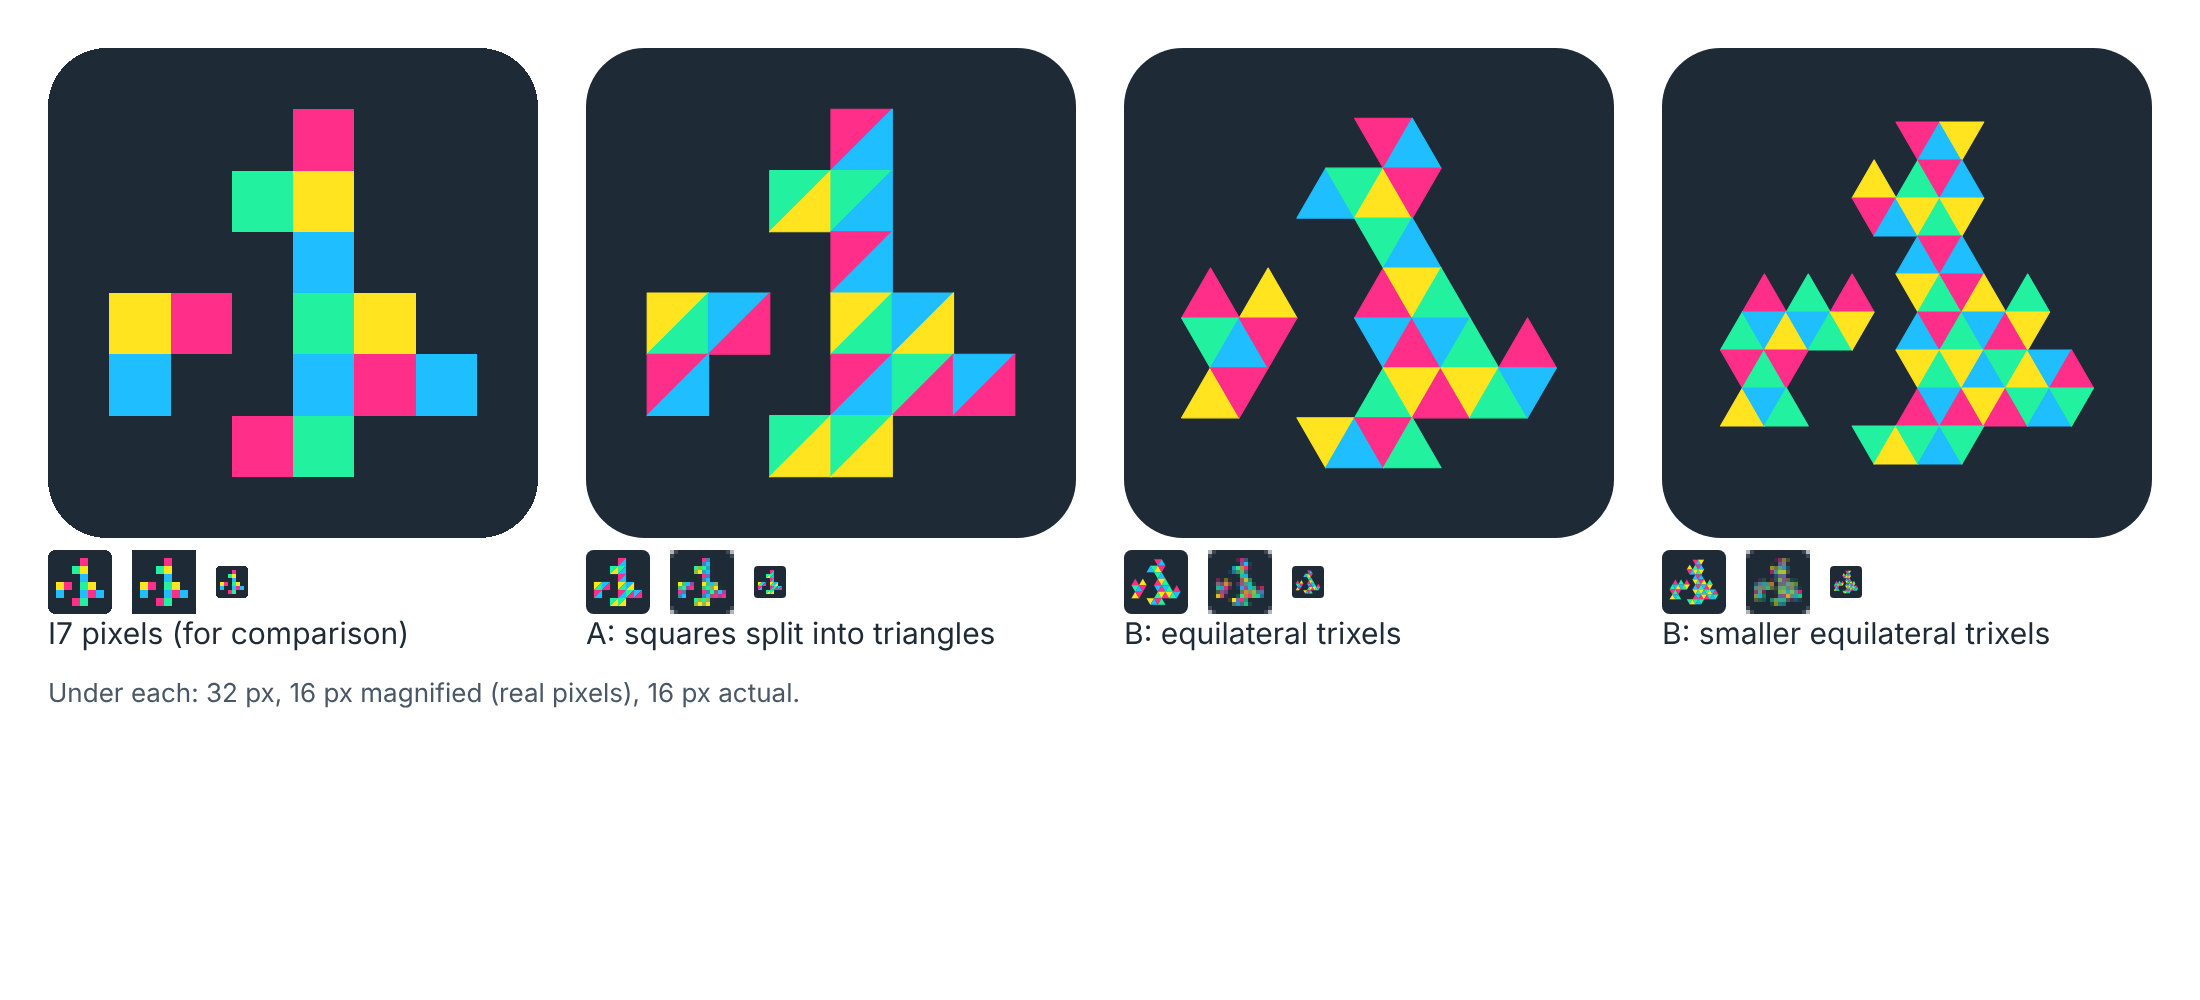 I7 pixels (for comparison)
A: squares split into triangles
B: equilateral trixels
B: smaller equilateral trixels
Under each: 32 px, 16 px magnified (real pixels), 16 px actual.